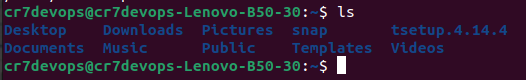 cr7devops@cr7devops-Lenovo-B50-30:~$ ls
Desktop Downloads Pictures snap tsetup.4.14.4
Documents Music Public Templates Videos
cr7devops@cr7devops-Lenovo-B50-30:~$